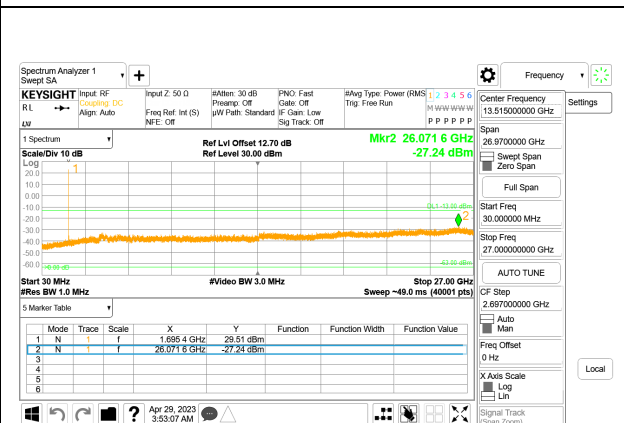 Spectrum Analyzer 1
Swept SA
+
Frequency
KEYSIGHT Input: RF Input Z: 50 Ω #Atten: 30 dB PNO: Fast #Avg Type: Power (RMS 1 2 3 4 5 6
RL Coupling: DC Preamp: Off Gate: Off Trig: Free Run M W W W W W
Align: Auto Freq Ref: Int (S) µW Path: Standard IF Gain: Low P P P P P P
NFE: Off Sig Track: Off
Center Frequency
13.515000000 GHz
Settings
Span
26.9700000 GHz
Swept Span
Zero Span
Full Span
Start Freq
30.000000 MHz
Stop Freq
27.00000000 GHz
AUTO TUNE
CF Step
2.697000000 GHz
Auto
Man
Freq Offset
0 Hz
X Axis Scale
Log
Lin
Local
Signal Track
(Span Zoom)
1 Spectrum
Scale/Div 10 dB
Ref Lvl Offset 12.70 dB
Ref Level 30.00 dBm
Mkr2 26.071 6 GHz
-27.24 dBm
Log
1
20.0
10.0
0.00
-10.0
DL1 -13.00 dBm
2
-20.0
-30.0
-40.0
-50.0
-60.0
Start 30 MHz #Video BW 3.0 MHz Stop 27.00 GHz
#Res BW 1.0 MHz Sweep ~49.0 ms (40001 pts)
5 Marker Table
Mode Trace Scale X Y Function Function Width Function Value
1 N 1 f 1.695 4 GHz 29.51 dBm
2 N 1 f 26.071 6 GHz -27.24 dBm
3
4
5
6
? Apr 29, 2023
3:53:07 AM